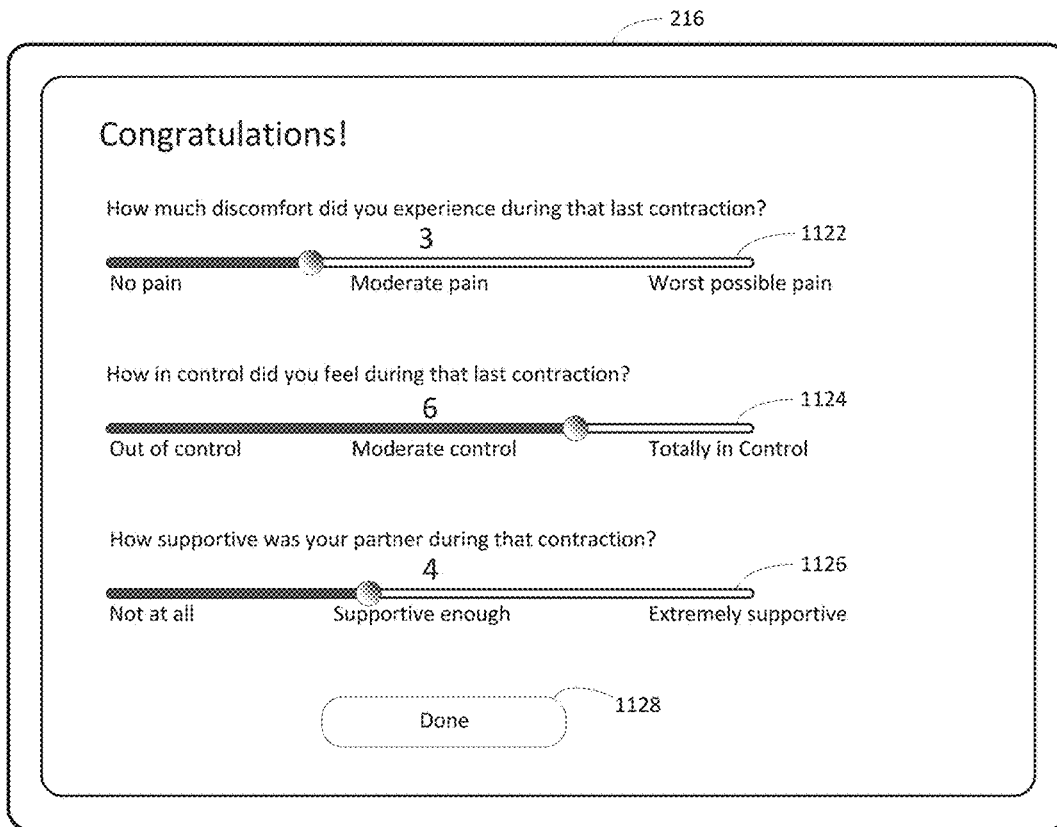 216
Congratulations!
How much discomfort did you experience during that last contraction?
3
1122
No pain Moderate pain Worst possible pain
How in control did you feel during that last contraction?
6
1124
Out of control Moderate control Totally in Control
How supportive was your partner during that contraction?
4
1126
Not at all Supportive enough Extremely supportive
1128
Done